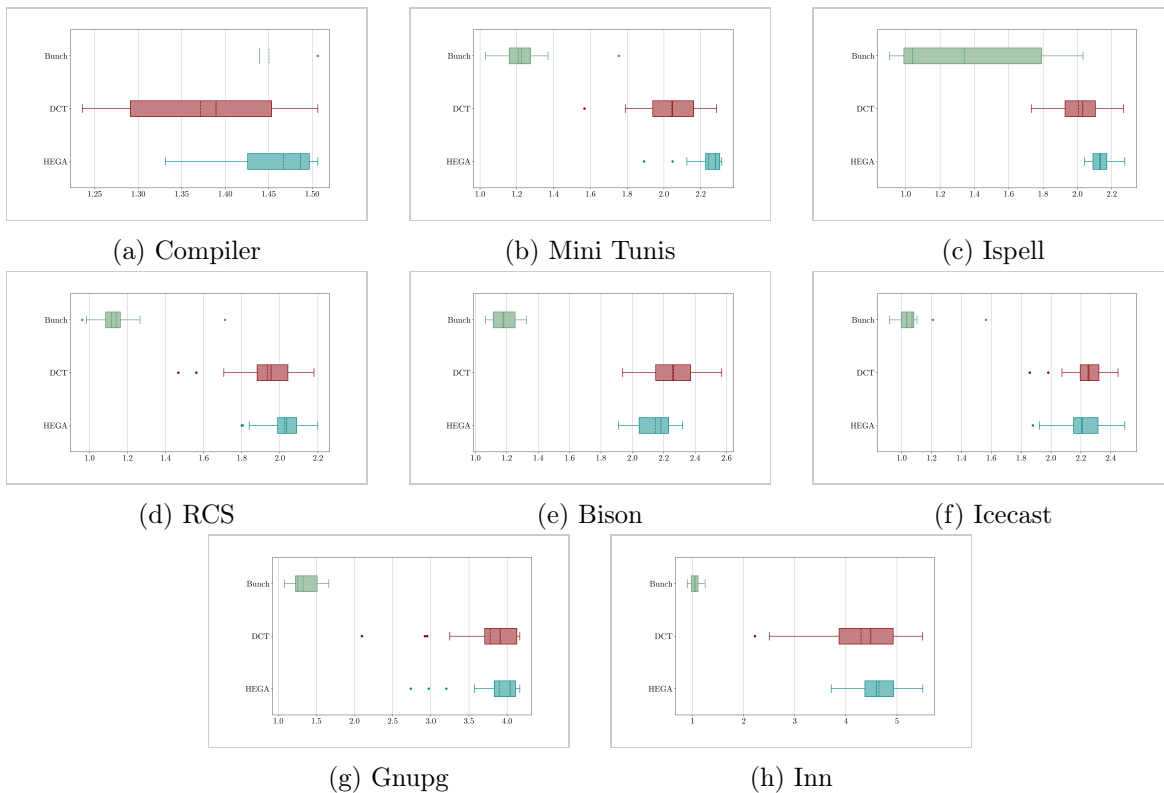 Bunch
DCT
HEGA
1.25 1.30 1.35 1.40 1.45 1.50
(a) Compiler
Bunch
DCT
HEGA
1.0 1.2 1.4 1.6 1.8 2.0 2.2
(b) Mini Tunis
Bunch
DCT
HEGA
1.0 1.2 1.4 1.6 1.8 2.0 2.2
(c) Ispell
Bunch
DCT
HEGA
1.0 1.2 1.4 1.6 1.8 2.0 2.2
(d) RCS
Bunch
DCT
HEGA
1.0 1.2 1.4 1.6 1.8 2.0 2.2 2.4 2.6
(e) Bison
Bunch
DCT
HEGA
1.0 1.2 1.4 1.6 1.8 2.0 2.2 2.4
(f) Icecast
Bunch
DCT
HEGA
1.0 1.5 2.0 2.5 3.0 3.5 4.0
(g) Gnupg
Bunch
DCT
HEGA
1 2 3 4 5
(h) Inn